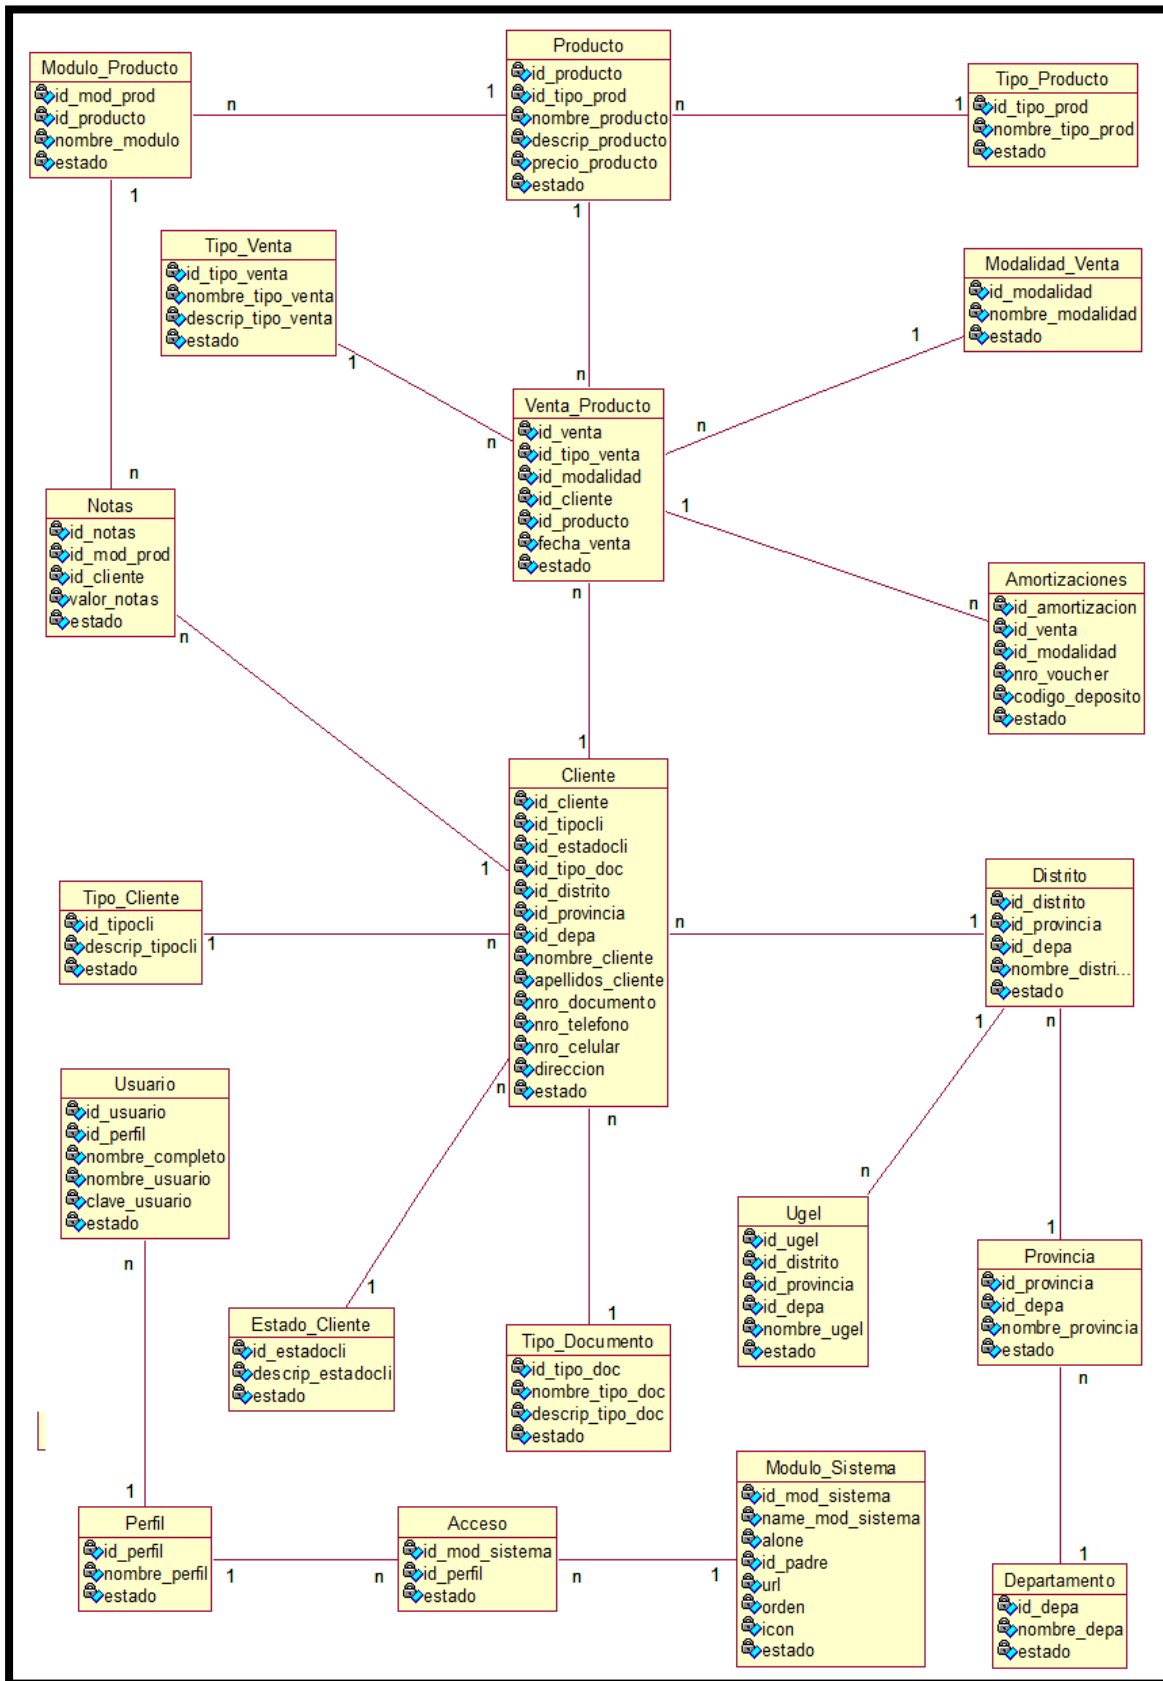 Modulo_Producto
id_mod_prod
id_producto
nombre_modulo
estado
n
1
Producto
id_producto
id_tipo_prod
nombre_producto
descrip_producto
precio_producto
estado
n
1
Tipo_Producto
id_tipo_prod
nombre_tipo_prod
estado
1
1
Tipo_Venta
id_tipo_venta
nombre_tipo_venta
descrip_tipo_venta
estado
1
n
Modalidad_Venta
id_modalidad
nombre_modalidad
estado
1
n
n
Venta_Producto
id_venta
id_tipo_venta
id_modalidad
id_cliente
id_producto
fecha_venta
estado
n
1
n
Notas
id_notas
id_mod_prod
id_cliente
valor_notas
estado
n
1
n
Amortizaciones
id_amortizacion
id_venta
id_modalidad
nro_voucher
codigo_deposito
estado
1
Cliente
id_cliente
id_tipocli
id_estadocli
id_tipo_doc
id_distrito
id_provincia
id_depa
nombre_cliente
apellidos_cliente
nro_documento
nro_telefono
nro_celular
direccion
estado
n
n
Tipo_Cliente
id_tipocli
descrip_tipocli
estado
1
n
n
1
Distrito
id_distrito
id_provincia
id_depa
nombre_distri...
estado
1
n
Usuario
id_usuario
id_perfil
nombre_completo
nombre_usuario
clave_usuario
estado
n
n
Ugel
id_ugel
id_distrito
id_provincia
id_depa
nombre_ugel
estado
1
Provincia
id_provincia
id_depa
nombre_provincia
estado
n
1
Estado_Cliente
id_estadocli
descrip_estadocli
estado
1
Tipo_Documento
id_tipo_doc
nombre_tipo_doc
descrip_tipo_doc
estado
1
Perfil
id_perfil
nombre_perfil
estado
1
n
Acceso
id_mod_sistema
id_perfil
estado
n
1
Modulo_Sistema
id_mod_sistema
name_mod_sistema
alone
id_padre
url
orden
icon
estado
1
Departamento
id_depa
nombre_depa
estado